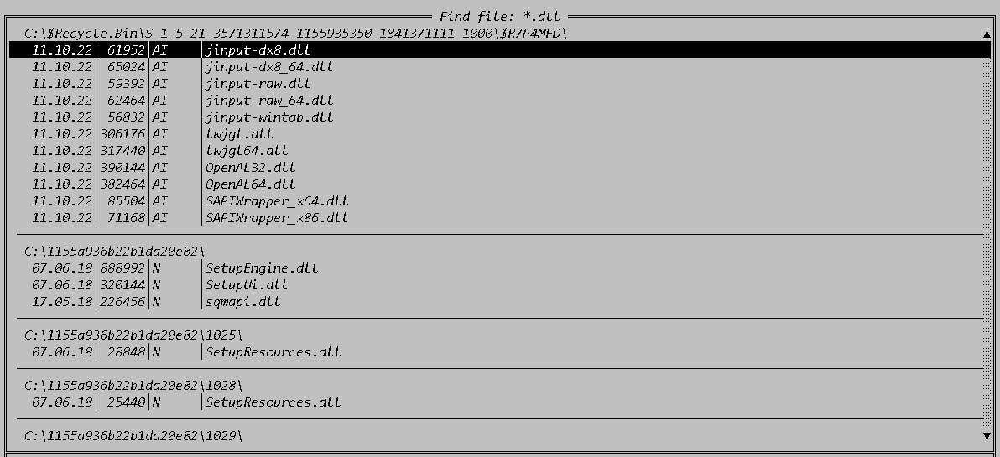 Find file: *.dll
C:\$Recycle.Bin\S-1-5-21-3571311574-1155935350-1841371111-1000\$R7P4MFD\
11.10.22 61952 AI jinput-dx8.dll
11.10.22 65024 AI jinput-dx8_64.dll
11.10.22 59392 AI jinput-raw.dll
11.10.22 62464 AI jinput-raw_64.dll
11.10.22 56832 AI jinput-wintab.dll
11.10.22 306176 AI lwjgl.dll
11.10.22 317440 AI lwjgl64.dll
11.10.22 390144 AI OpenAL32.dll
11.10.22 382464 AI OpenAL64.dll
11.10.22 85504 AI SAPIWrapper_x64.dll
11.10.22 71168 AI SAPIWrapper_x86.dll
C:\1155a936b22b1da20e82\
07.06.18 888992 N SetupEngine.dll
07.06.18 320144 N SetupUi.dll
17.05.18 226456 N sqmapi.dll
C:\1155a936b22b1da20e82\1025\
07.06.18 28848 N SetupResources.dll
C:\1155a936b22b1da20e82\1028\
07.06.18 25440 N SetupResources.dll
C:\1155a936b22b1da20e82\1029\